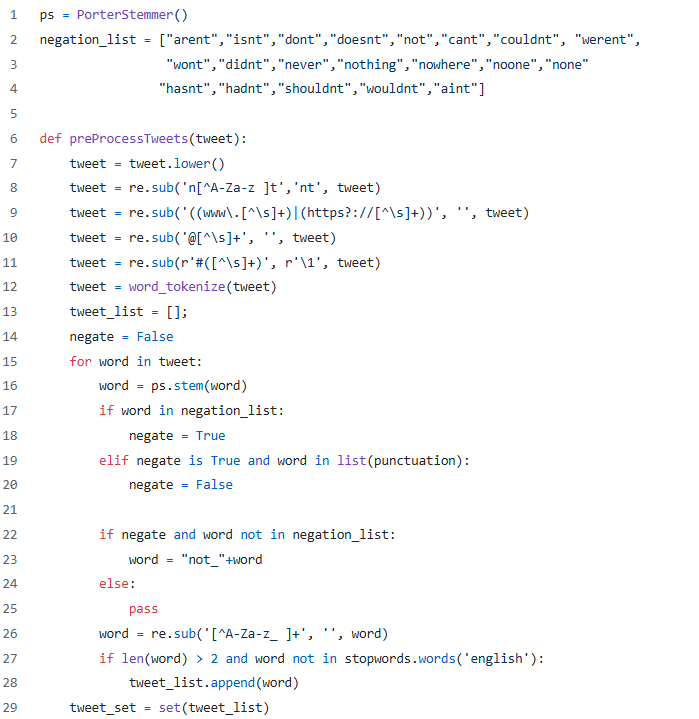 1 ps = PorterStemmer()
2 negation_list = ["arent","isnt","dont","doesnt","not","cant","couldnt", "werent",
3 "wont","didnt","never","nothing","nowhere","noone","none"
4 "hasnt","hadnt","shouldnt","wouldnt","aint"]
5
6 def preProcessTweets(tweet):
7 tweet = tweet.lower()
8 tweet = re.sub('n[^A-Za-z ]t','nt', tweet)
9 tweet = re.sub('((www\.[^\s]+)|(https?://[^\s]+))', '', tweet)
10 tweet = re.sub('@[^\s]+', '', tweet)
11 tweet = re.sub(r'#([^\s]+)', r'\1', tweet)
12 tweet = word_tokenize(tweet)
13 tweet_list = [];
14 negate = False
15 for word in tweet:
16 word = ps.stem(word)
17 if word in negation_list:
18 negate = True
19 elif negate is True and word in list(punctuation):
20 negate = False
21
22 if negate and word not in negation_list:
23 word = "not_"+word
24 else:
25 pass
26 word = re.sub('[^A-Za-z_ ]+', '', word)
27 if len(word) > 2 and word not in stopwords.words('english'):
28 tweet_list.append(word)
29 tweet_set = set(tweet_list)